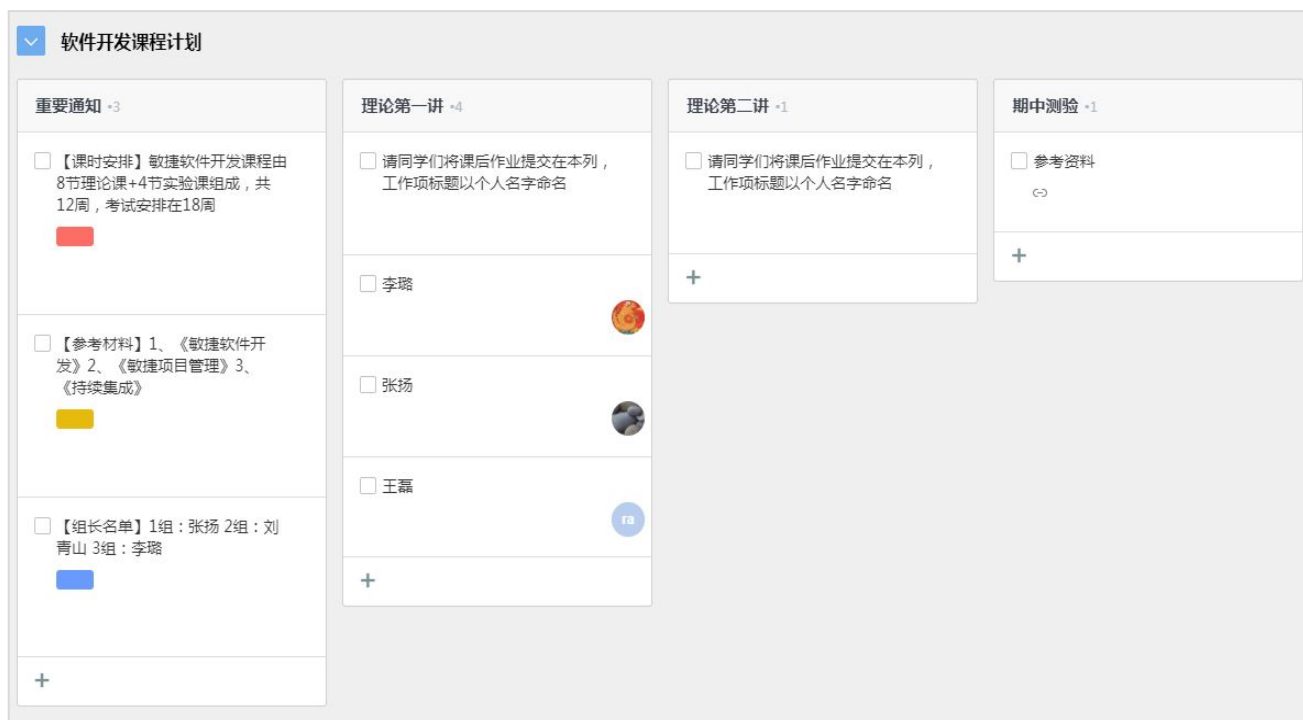 软件开发课程计划
重要通知 •3
【课时安排】敏捷软件开发课程由
8节理论课+4节实验课组成，共
12周，考试安排在18周
【参考材料】1、《敏捷软件开
发》2、《敏捷项目管理》3、
《持续集成》
【组长名单】1组：张扬 2组：刘
青山 3组：李璐
理论第一讲 •4
请同学们将课后作业提交在本列，
工作项标题以个人名字命名
李璐
张扬
王磊
ra
理论第二讲 •1
请同学们将课后作业提交在本列，
工作项标题以个人名字命名
期中测验 •1
参考资料